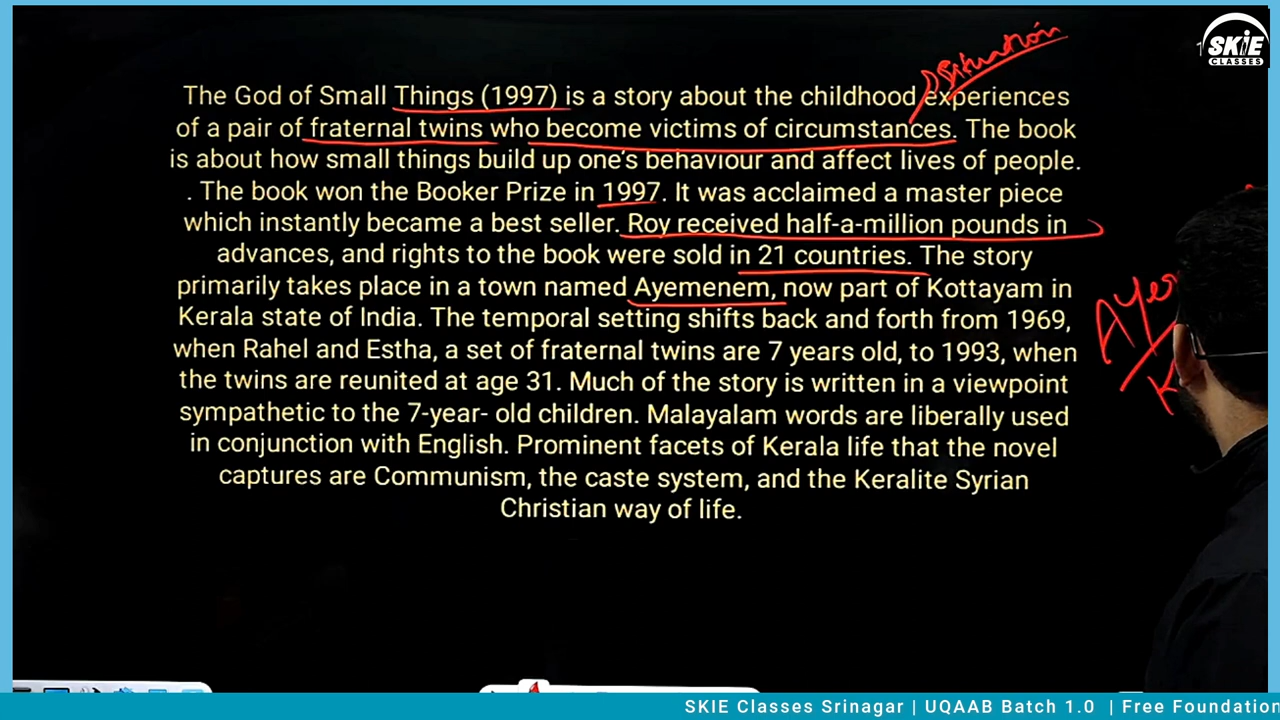 situation
SKIE
CLASSES
The God of Small Things (1997) is a story about the childhood experiences
of a pair of fraternal twins who become victims of circumstances. The book
is about how small things build up one's behaviour and affect lives of people.
. The book won the Booker Prize in 1997. It was acclaimed a master piece
which instantly became a best seller. Roy received half-a-million pounds in
advances, and rights to the book were sold in 21 countries. The story
primarily takes place in a town named Ayemenem, now part of Kottayam in
Kerala state of India. The temporal setting shifts back and forth from 1969,
when Rahel and Estha, a set of fraternal twins are 7 years old, to 1993, when
the twins are reunited at age 31. Much of the story is written in a viewpoint
sympathetic to the 7-year- old children. Malayalam words are liberally used
in conjunction with English. Prominent facets of Kerala life that the novel
captures are Communism, the caste system, and the Keralite Syrian
Christian way of life.
Aye
K
SKIE Classes Srinagar | UQAAB Batch 1.0 | Free Foundation